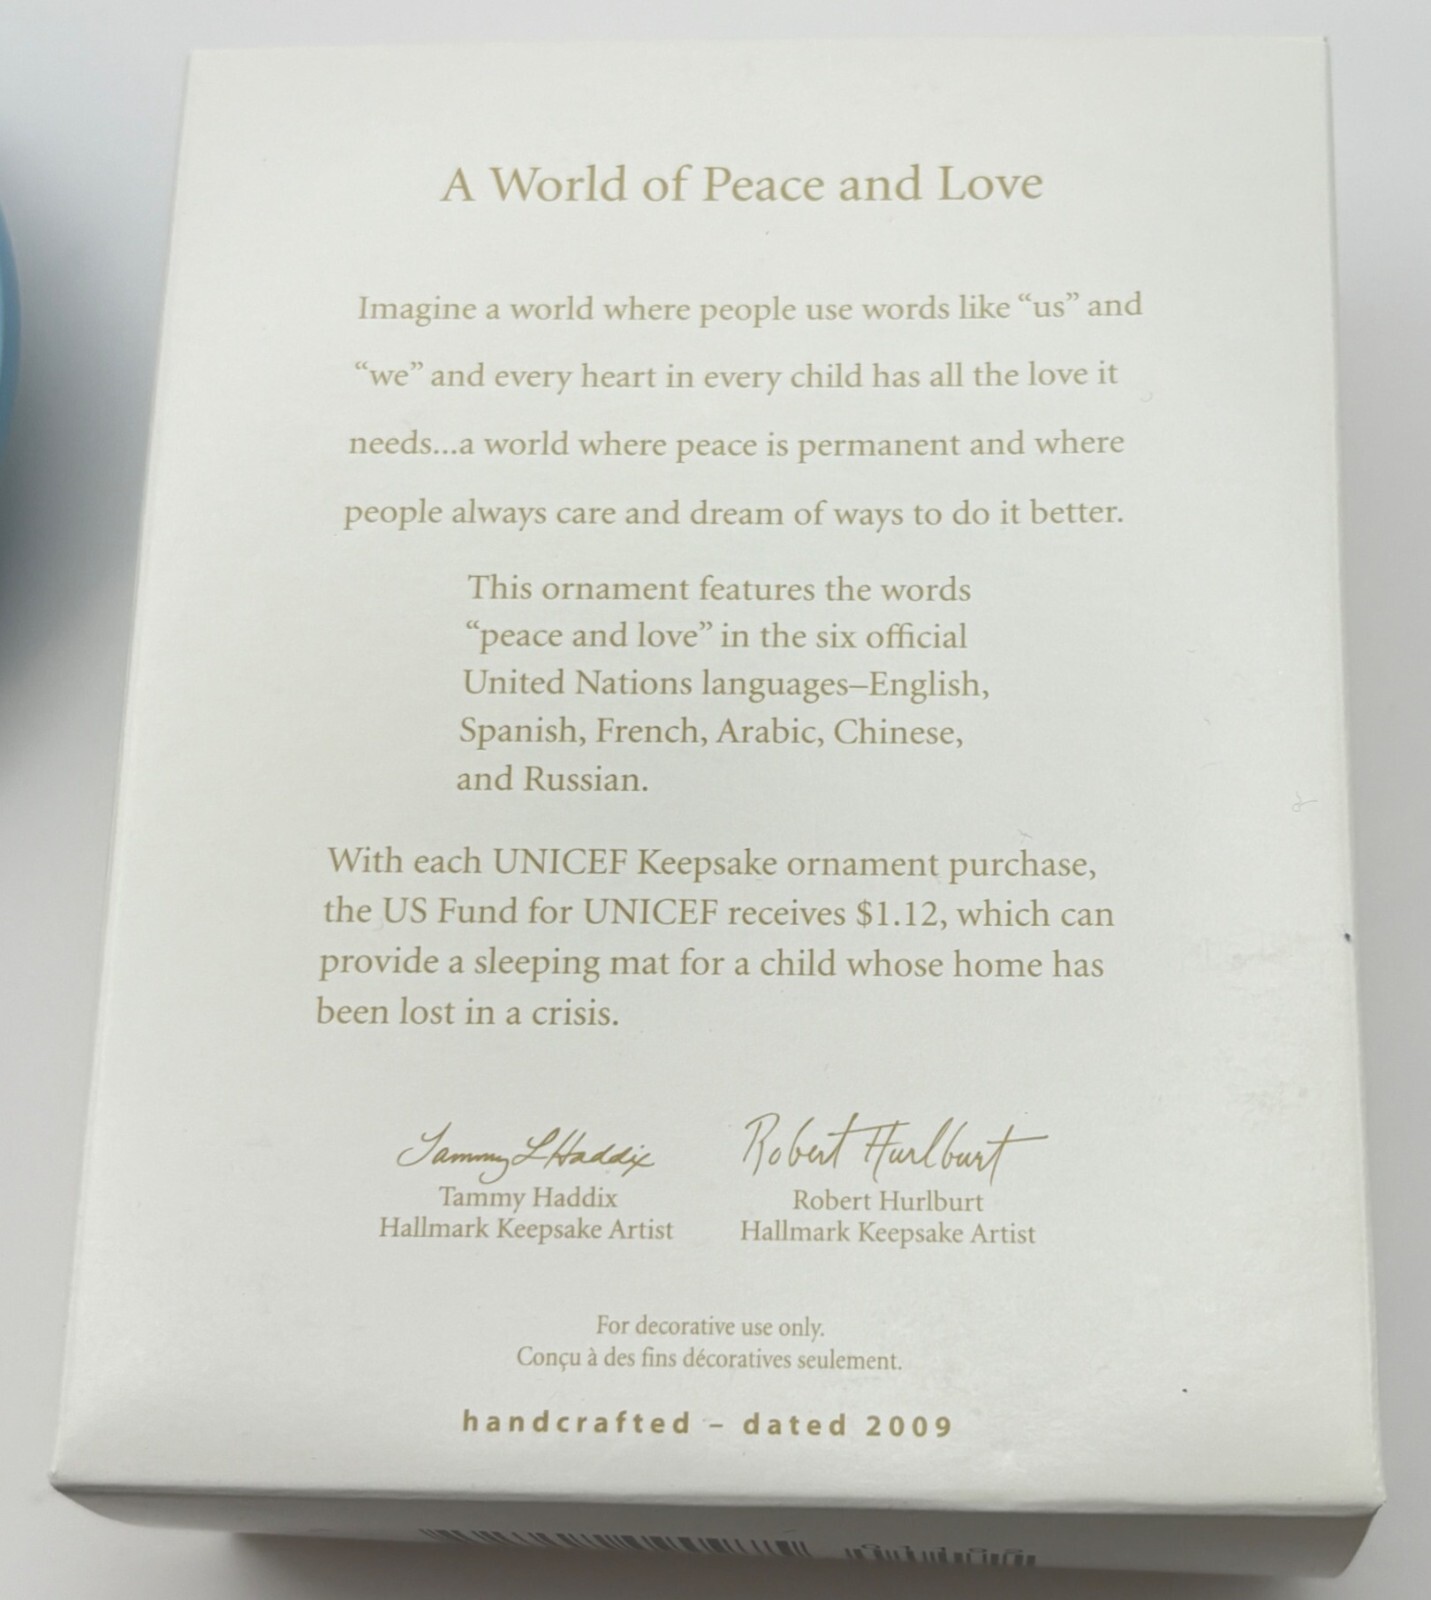 A World of Peace and Love
Imagine a world where people use words like “us” and
“we” and every heart in every child has all the love it
needs...a world where peace is permanent and where
people always care and dream of ways to do it better.
This ornament features the words
“peace and love” in the six official
United Nations languages–English,
Spanish, French, Arabic, Chinese,
and Russian.
With each UNICEF Keepsake ornament purchase,
the US Fund for UNICEF receives $1.12, which can
provide a sleeping mat for a child whose home has
been lost in a crisis.
Tammy L Haddix Robert Hurlburt
Tammy Haddix Robert Hurlburt
Hallmark Keepsake Artist Hallmark Keepsake Artist
For decorative use only.
Conçu à des fins décoratives seulement.
handcrafted – dated 2009